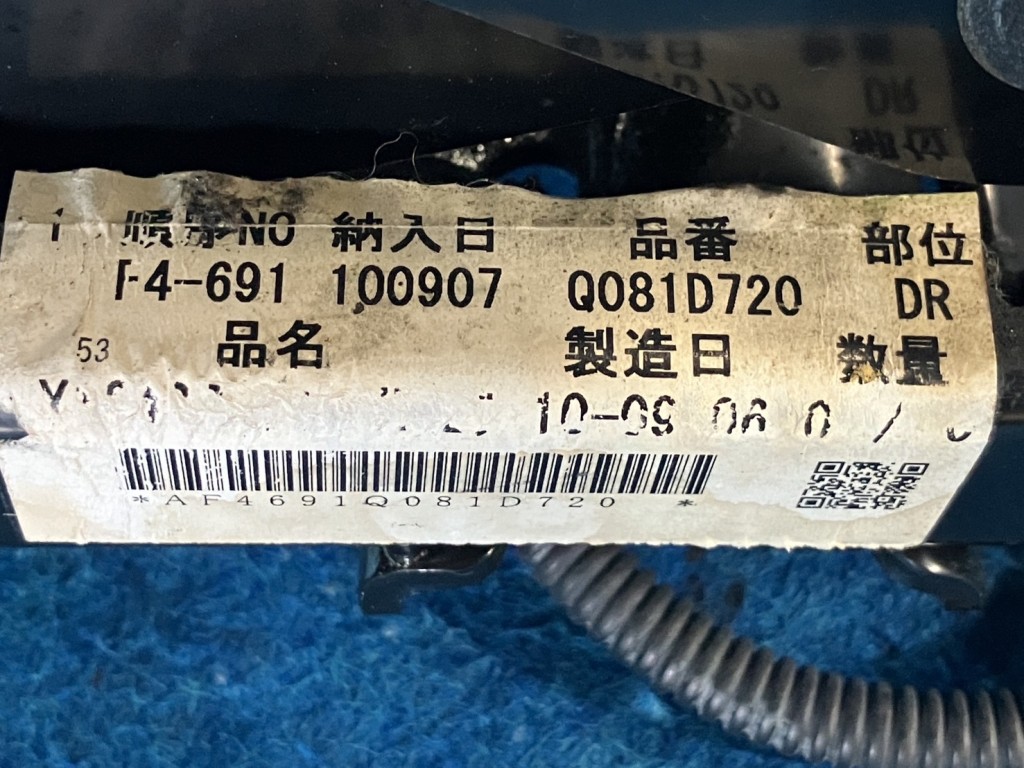 1 順序NO 納入日 品番 部位
F4-691 100907 Q081D720 DR
53 品名 製造日 数量
10-09 06 0 /
*AF4691Q081D720 *